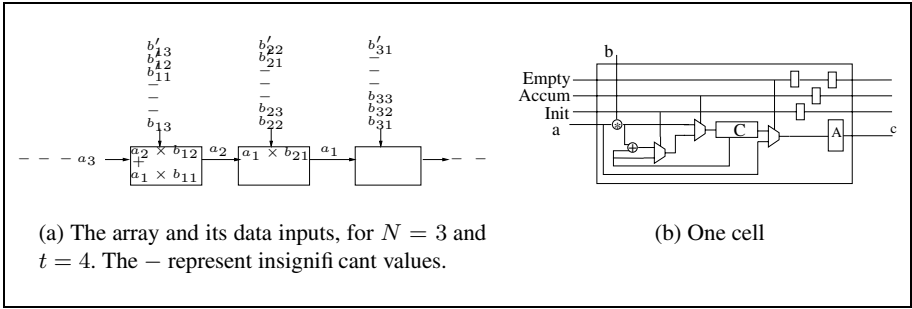 b′13 b′22 b′31
b′12 b21 −
b11 − −
− − −
− − b33
− b23 b32
b13 b22 b31
− − − a3 a2 × b12 a2 a1 × b21 a1 − −
+
a1 × b11
(a) The array and its data inputs, for N = 3 and
t = 4. The − represent insignifi cant values.
b
Empty
Accum
Init
a * C A c
+
(b) One cell